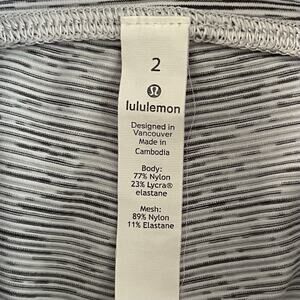 2
lululemon
Designed in
Vancouver
Made in
Cambodia
Body:
77% Nylon
23% Lycra®
elastane
Mesh:
89% Nylon
11% Elastane